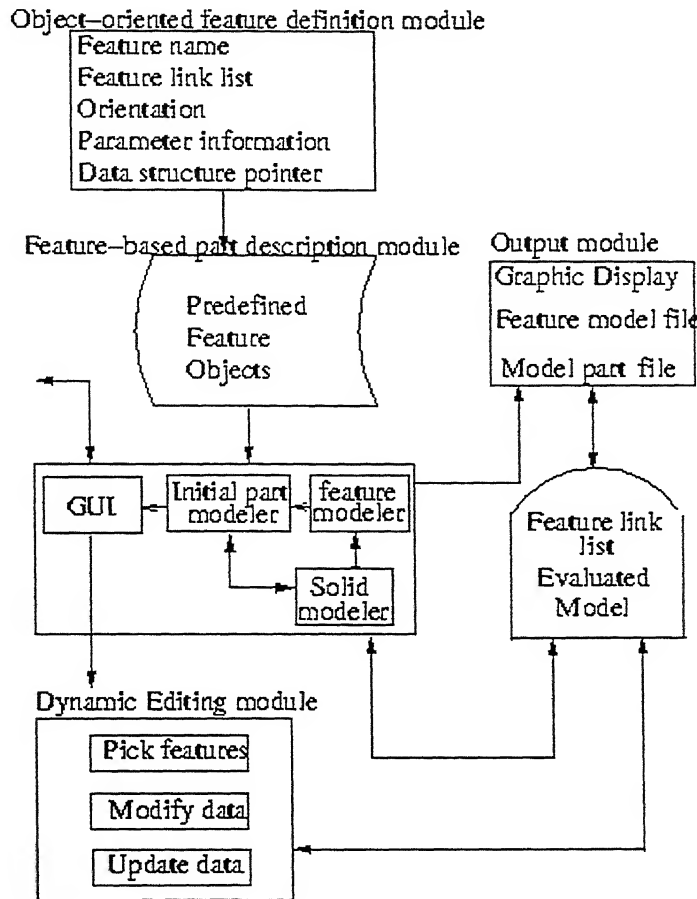 Object-oriented feature definition module
Feature name
Feature link list
Orientation
Parameter information
Data structure pointer
Feature-based part description module
Predefined
Feature
Objects
Output module
Graphic Display
Feature model file
Model part file
GUI
Initial part
modeler
feature
modeler
Solid
modeler
Feature link
list
Evaluated
Model
Dynamic Editing module
Pick features
Modify data
Update data